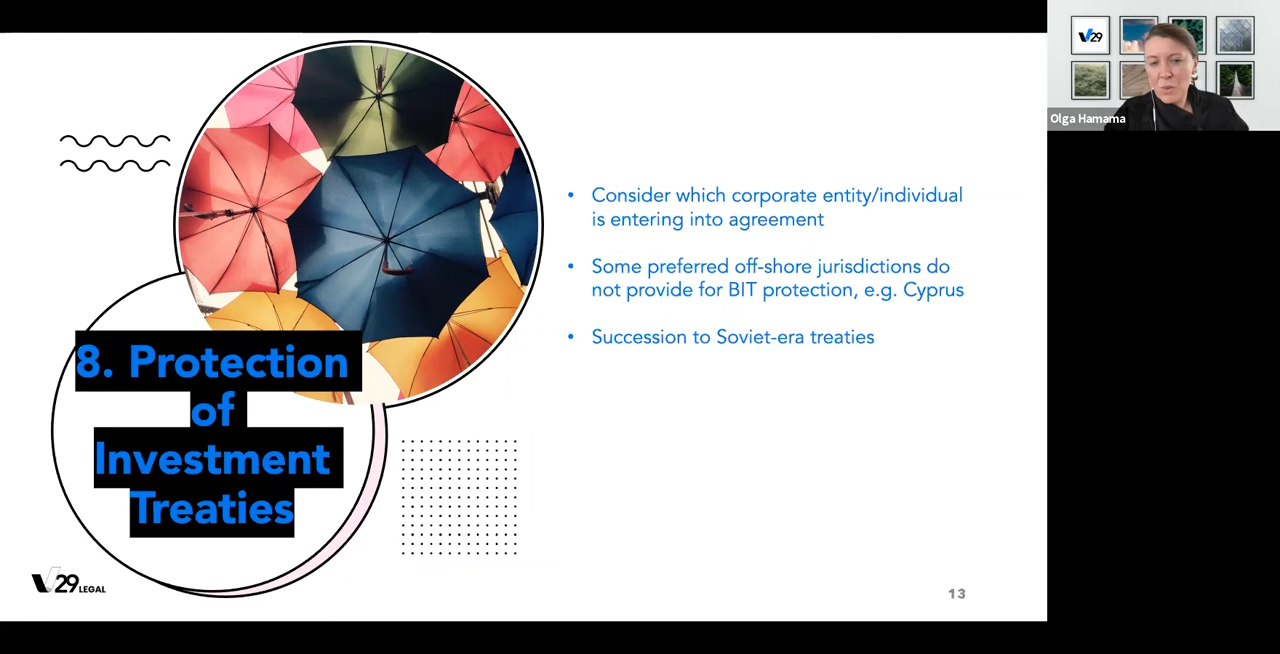 8. Protection
of
Investment
Treaties
• Consider which corporate entity/individual
is entering into agreement
• Some preferred off-shore jurisdictions do
not provide for BIT protection, e.g. Cyprus
• Succession to Soviet-era treaties
V29 LEGAL
13
V29
Olga Hamama